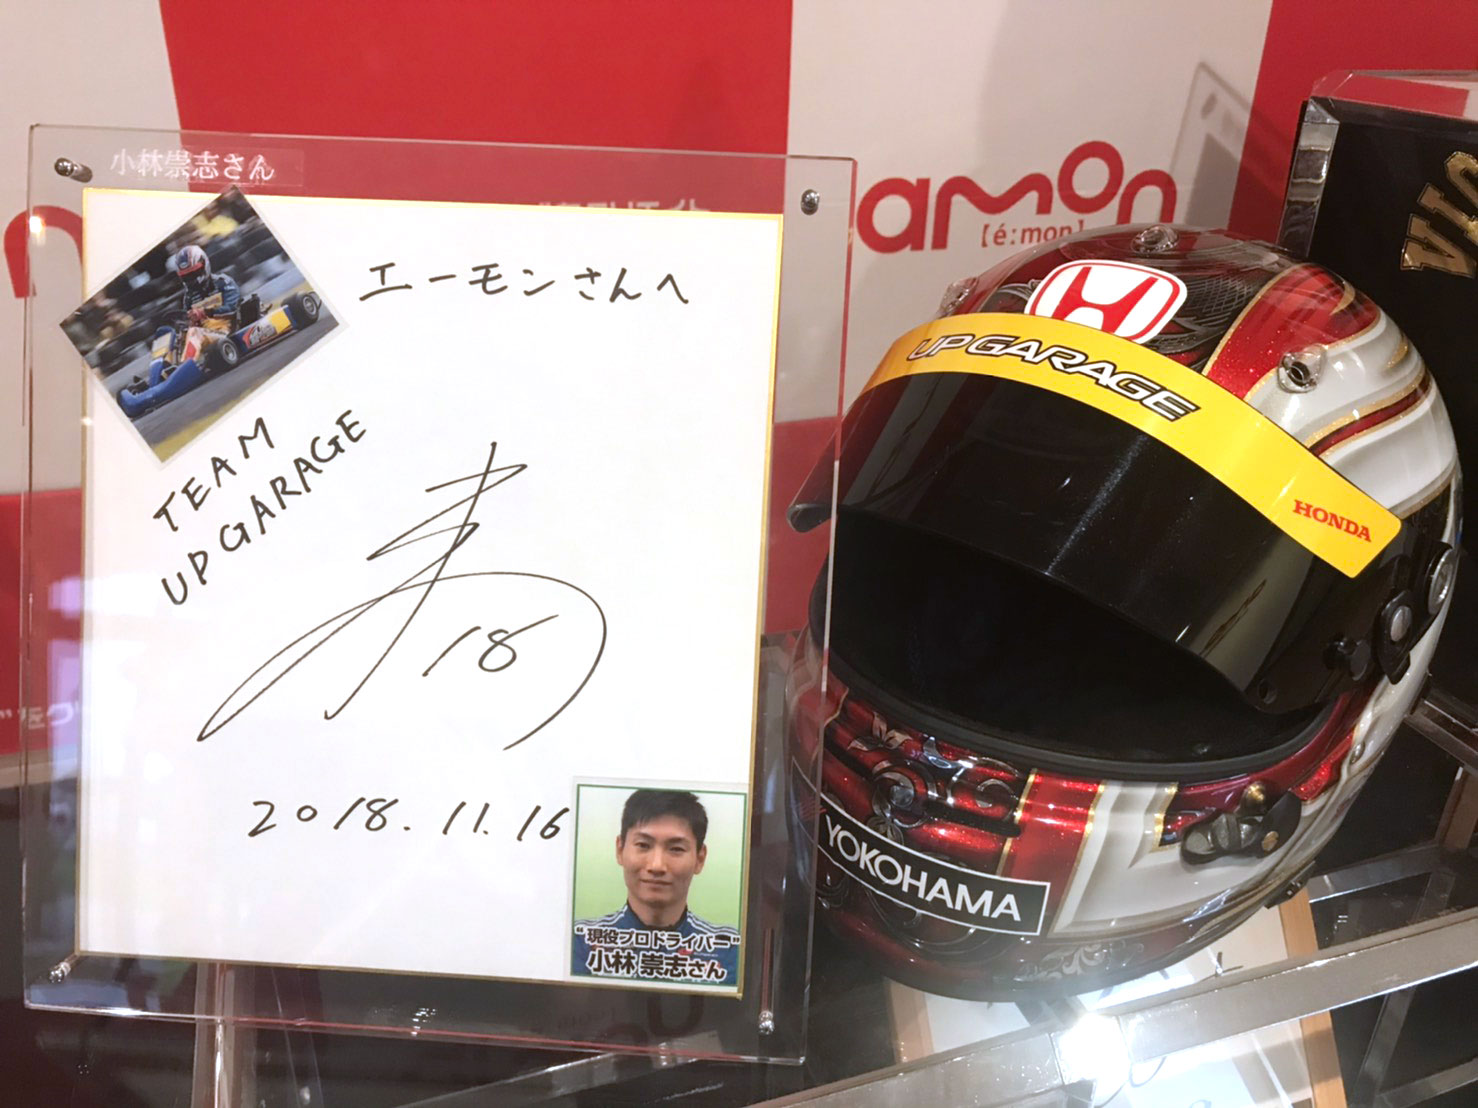 小林崇志さん
エーモンさんへ
TEAM
UP GARAGE
18
2018.11.16
"現役プロドライバー"
小林 崇志さん
amon
【é:mon】
UP GARAGE
HONDA
YOKOHAMA